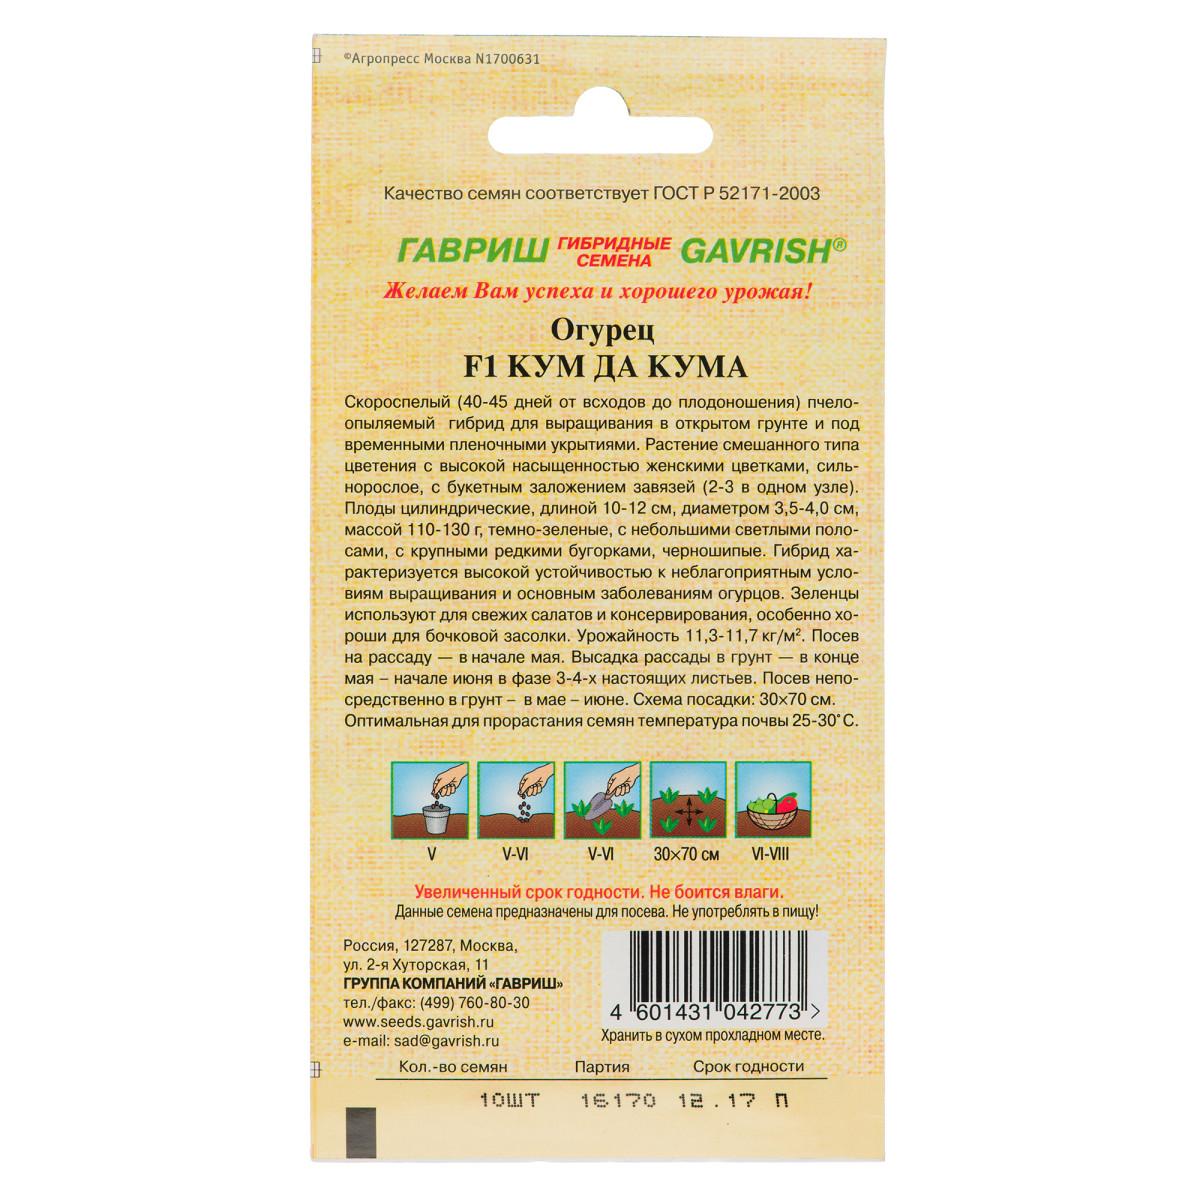 ©Агропресс Москва N1700631
Качество семян соответствует ГОСТ Р 52171-2003
ГАВРИШ ГИБРИДНЫЕ СЕМЕНА GAVRISH®
Желаем Вам успеха и хорошего урожая!
Огурец
F1 КУМ ДА КУМА
Скороспелый (40-45 дней от всходов до плодоношения) пчело-
опыляемый гибрид для выращивания в открытом грунте и под
временными пленочными укрытиями. Растение смешанного типа
цветения с высокой насыщенностью женскими цветками, силь-
норослое, с букетным заложением завязей (2-3 в одном узле).
Плоды цилиндрические, длиной 10-12 см, диаметром 3,5-4,0 см,
массой 110-130 г, темно-зеленые, с небольшими светлыми поло-
сами, с крупными редкими бугорками, черношипые. Гибрид ха-
рактеризуется высокой устойчивостью к неблагоприятным усло-
виям выращивания и основным заболеваниям огурцов. Зеленцы
используют для свежих салатов и консервирования, особенно хо-
роши для бочковой засолки. Урожайность 11,3-11,7 кг/м². Посев
на рассаду — в начале мая. Высадка рассады в грунт — в конце
мая – начале июня в фазе 3-4-х настоящих листьев. Посев непо-
средственно в грунт – в мае – июне. Схема посадки: 30×70 см.
Оптимальная для прорастания семян температура почвы 25-30°С.
V V-VI V-VI 30×70 см VI-VIII
Увеличенный срок годности. Не боится влаги.
Данные семена предназначены для посева. Не употреблять в пищу!
Россия, 127287, Москва,
ул. 2-я Хуторская, 11
ГРУППА КОМПАНИЙ «ГАВРИШ»
тел./факс: (499) 760-80-30
www.seeds.gavrish.ru
e-mail: sad@gavrish.ru
4 601431 042773 >
Хранить в сухом прохладном месте.
Кол.-во семян Партия Срок годности
10ШТ 16170 12.17 П